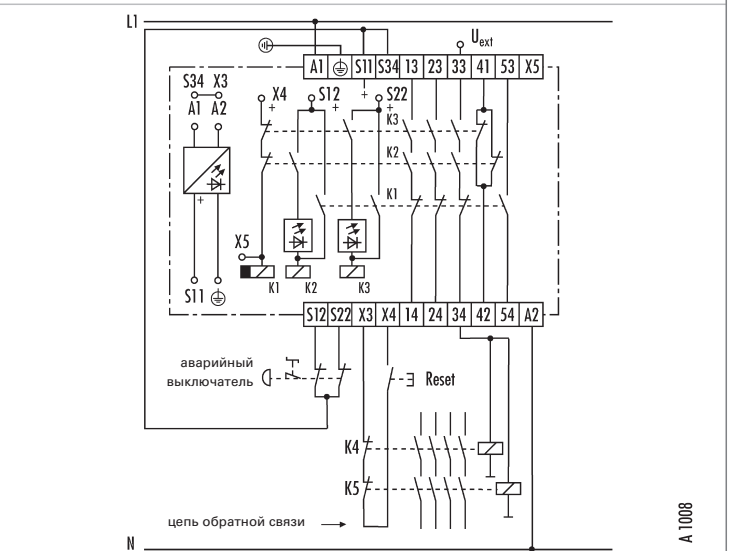 L1
Uext
A1 S11 S34 13 23 33 41 53 X5
+
S34 X3
A1 A2
X4 S12 S22
+ + +
K3
K2
K1
+
X5
S11
K1 K2 K3
S12 S22 X3 X4 14 24 34 42 54 A2
аварийный
выключатель
Reset
K4
K5
цепь обратной связи
N
A 1008